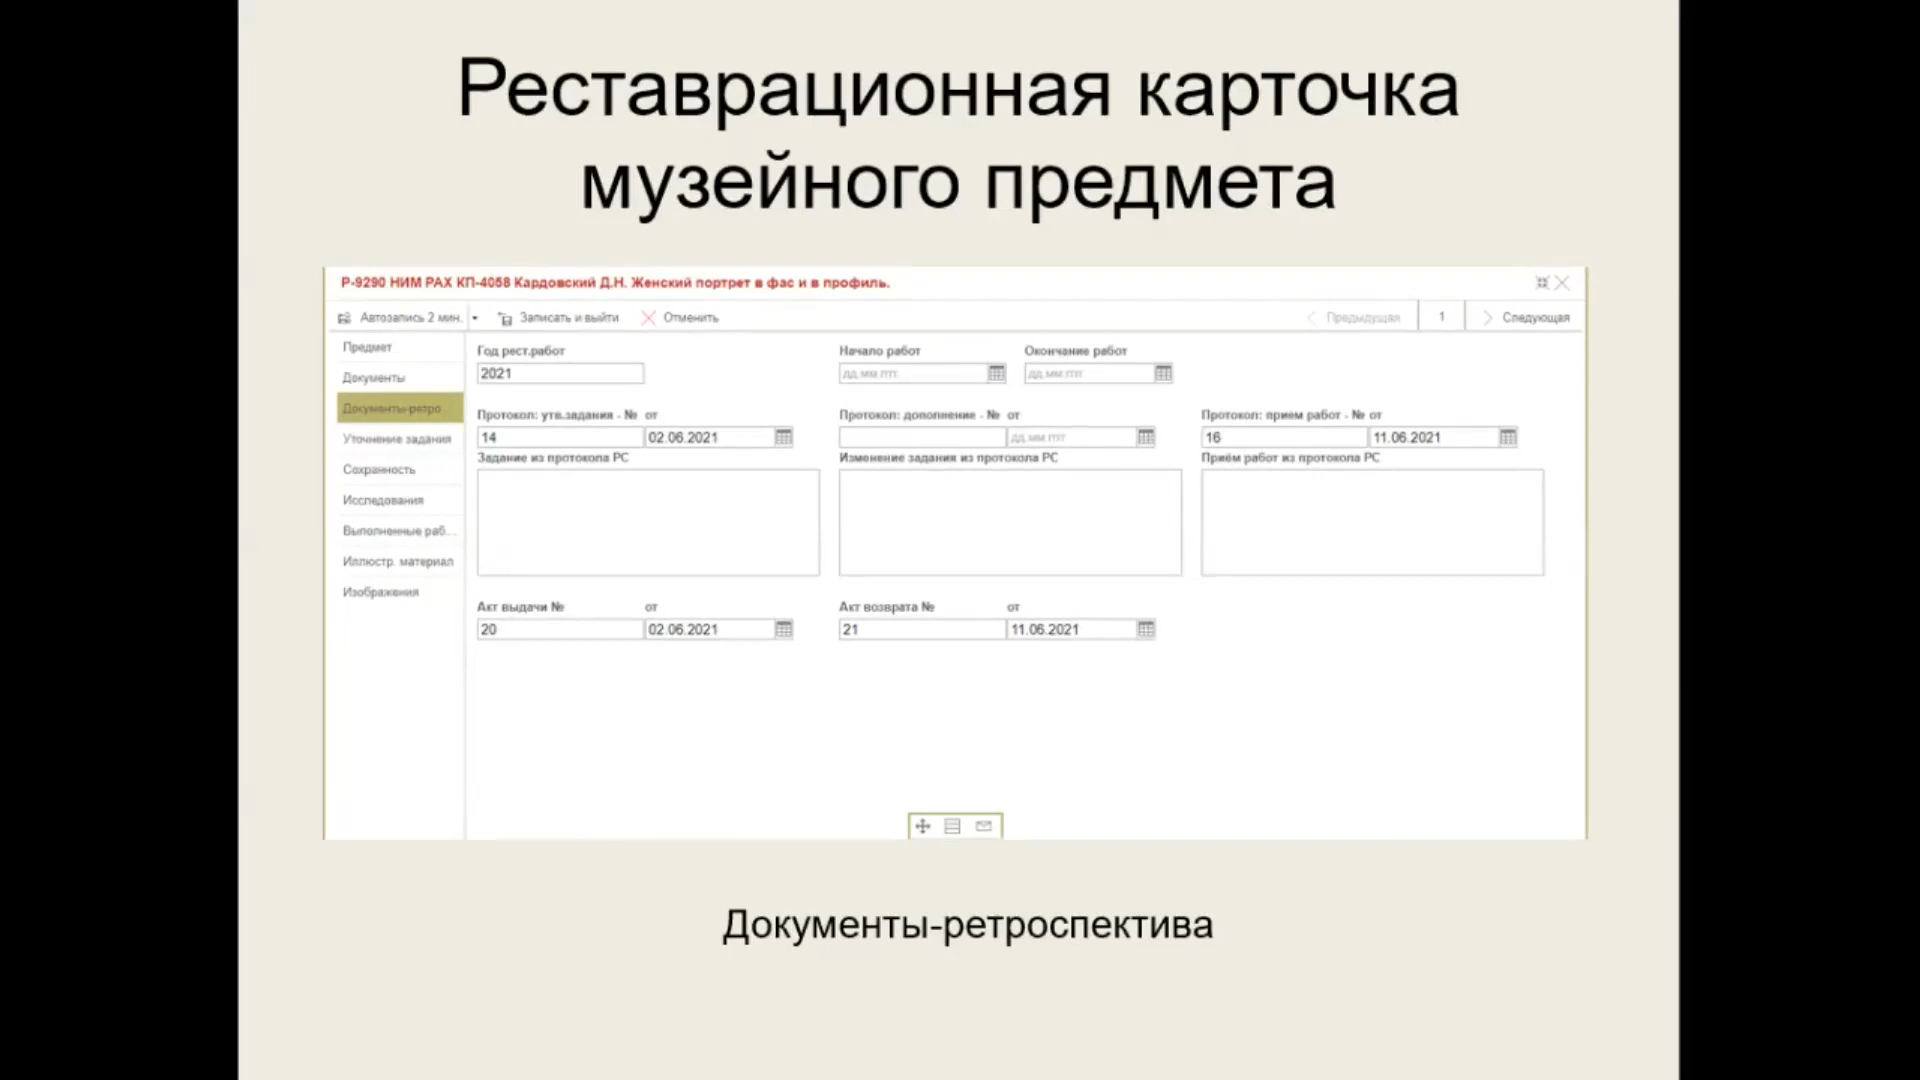 Реставрационная карточка
музейного предмета
Р-9290 НИМ РАХ КП-4058 Кардовский Д.Н. Женский портрет в фас и в профиль.
Автозапись 2 мин. Записать и выйти Отменить Предыдущая 1 Следующая
Предмет
Документы
Документы-ретро...
Уточнение задания
Сохранность
Исследования
Выполненные раб...
Иллюстр. материал
Изображения
Год рест.работ Начало работ Окончание работ
2021 дд.мм.гггг дд.мм.гггг
Протокол: утв.задания - № от Протокол: дополнение - № от Протокол: прием работ - № от
14 02.06.2021 дд.мм.гггг 16 11.06.2021
Задание из протокола РС Изменение задания из протокола РС Приём работ из протокола РС
Акт выдачи № от Акт возврата № от
20 02.06.2021 21 11.06.2021
Документы-ретроспектива